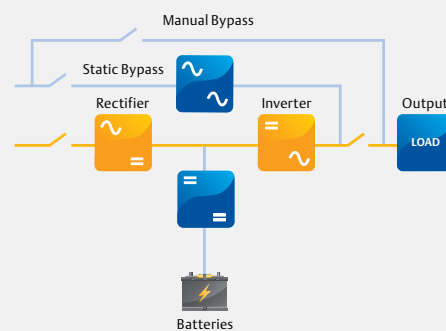 Manual Bypass
Static Bypass
Rectifier
Inverter
Output
LOAD
Batteries